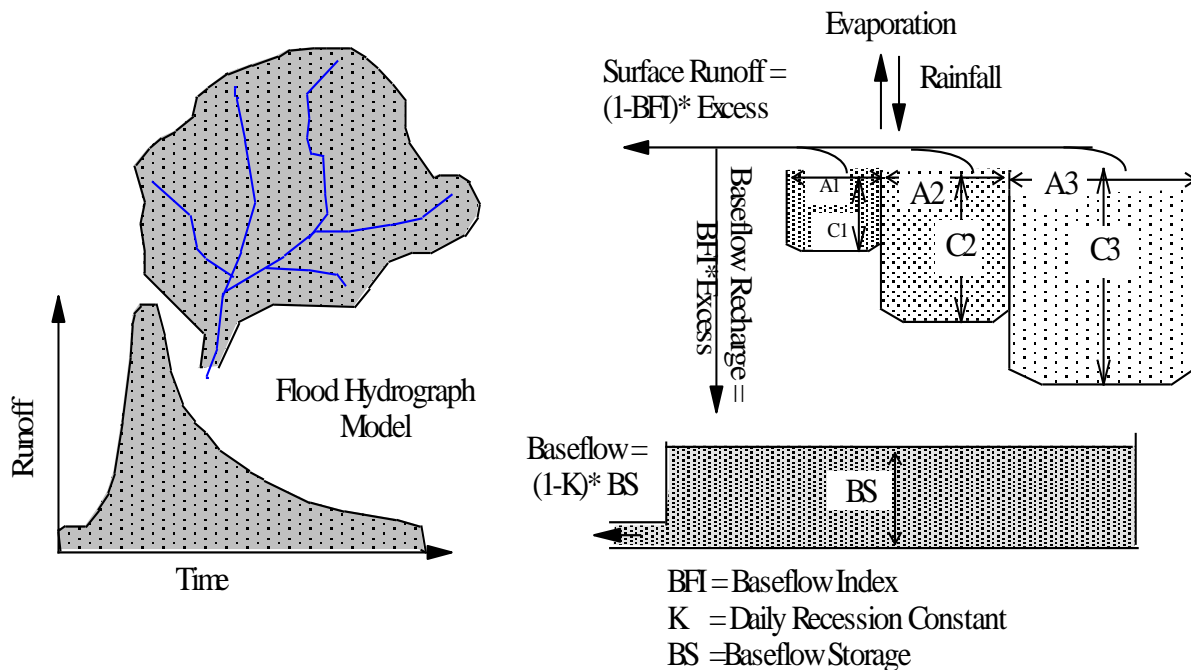 Evaporation
Surface Runoff =
(1-BFI)* Excess
Rainfall
Baseflow Recharge =
BFI*Excess
A1
A2
A3
C1
C2
C3
Flood Hydrograph
Model
Runoff
Time
Baseflow =
(1-K)* BS
BS
BFI = Baseflow Index
K = Daily Recession Constant
BS =Baseflow Storage